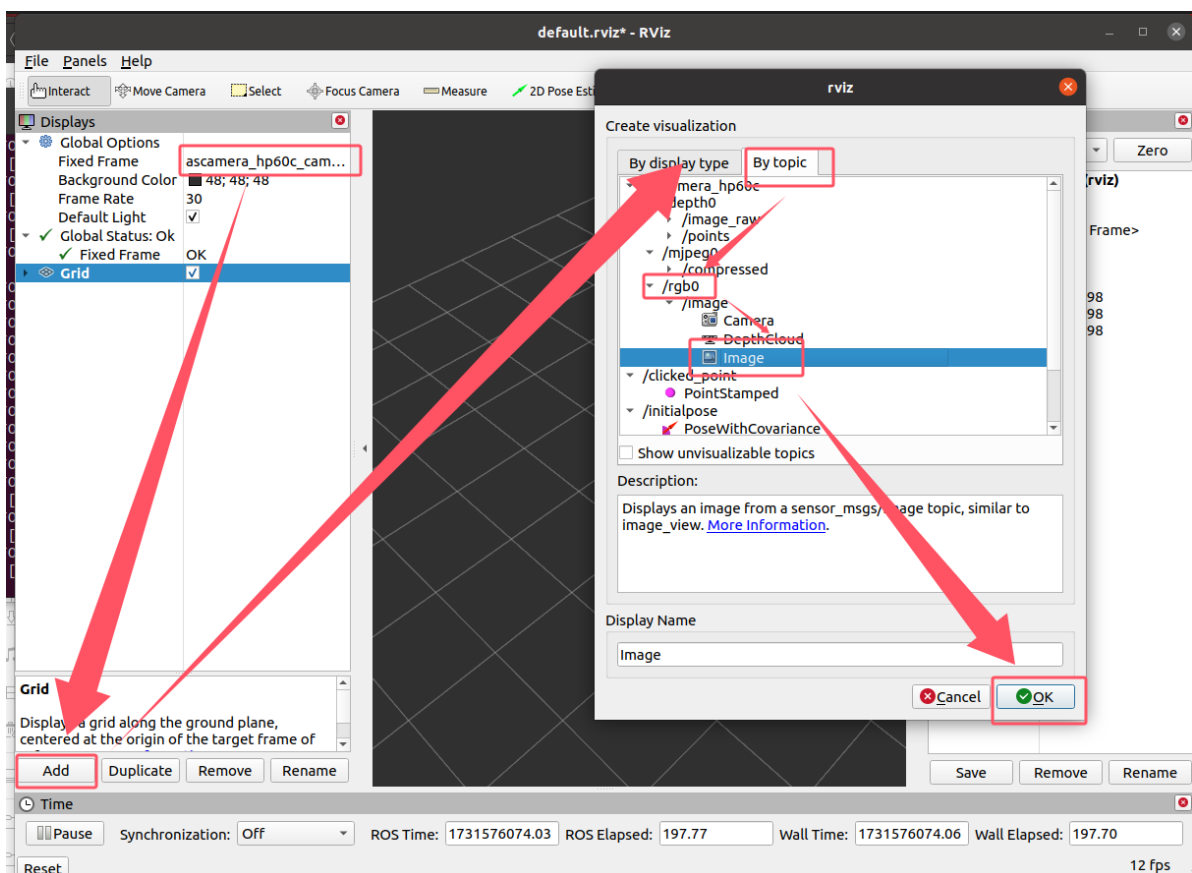 default.rviz* - RViz
File Panels Help
Interact Move Camera Select Focus Camera Measure 2D Pose Esti
Displays
Global Options
Fixed Frame ascamera_hp60c_cam...
Background Color 48; 48; 48
Frame Rate 30
Default Light
Global Status: Ok
Fixed Frame OK
Grid
Grid
Display a grid along the ground plane,
centered at the origin of the target frame of
Add Duplicate Remove Rename
rviz
Create visualization
By display type By topic
mera_hp60c
depth0
/image_raw
/points
/mjpeg0
/compressed
/rgb0
/image
Camera
DepthCloud
Image
/clicked_point
PointStamped
/initialpose
PoseWithCovariance
Show unvisualizable topics
Description:
Displays an image from a sensor_msgs/Image topic, similar to
image_view. More Information.
Display Name
Image
Cancel OK
Zero
(rviz)
Frame>
98
98
98
Save Remove Rename
Time
Pause Synchronization: Off ROS Time: 1731576074.03 ROS Elapsed: 197.77 Wall Time: 1731576074.06 Wall Elapsed: 197.70
Reset 12 fps